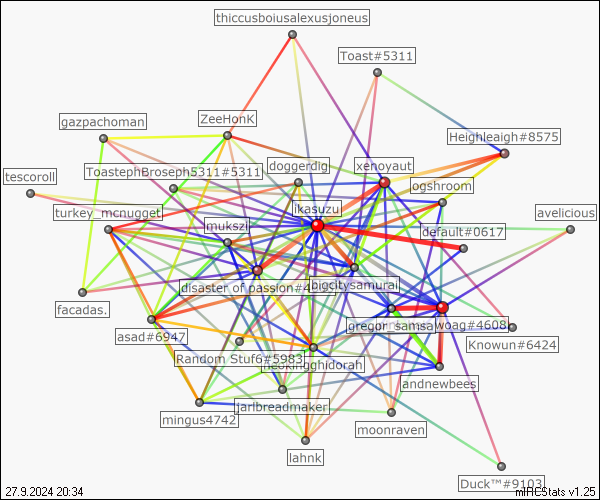 thiccusboiusalexusjoneus
Toast#5311
gazpachoman
ZeeHonK
Heighleaigh#8575
ToastephBroseph5311#5311
doggerdig
xenoyaut
tescoroll
ogshroom
turkey_mcnugget
ikasuzu
avelicious
mukszi
default#0617
disaster of passion#4
bigcitysamurai
facadas.
asad#6947
gregor_samsa
woag#4608
Knowun#6424
Random Stuf6#5983
neokingghidorah
andnewbees
mingus4742
jaribreadmaker
moonraven
lahnk
Duck™#9103
27.9.2024 20:34
mIRCStats v1.25